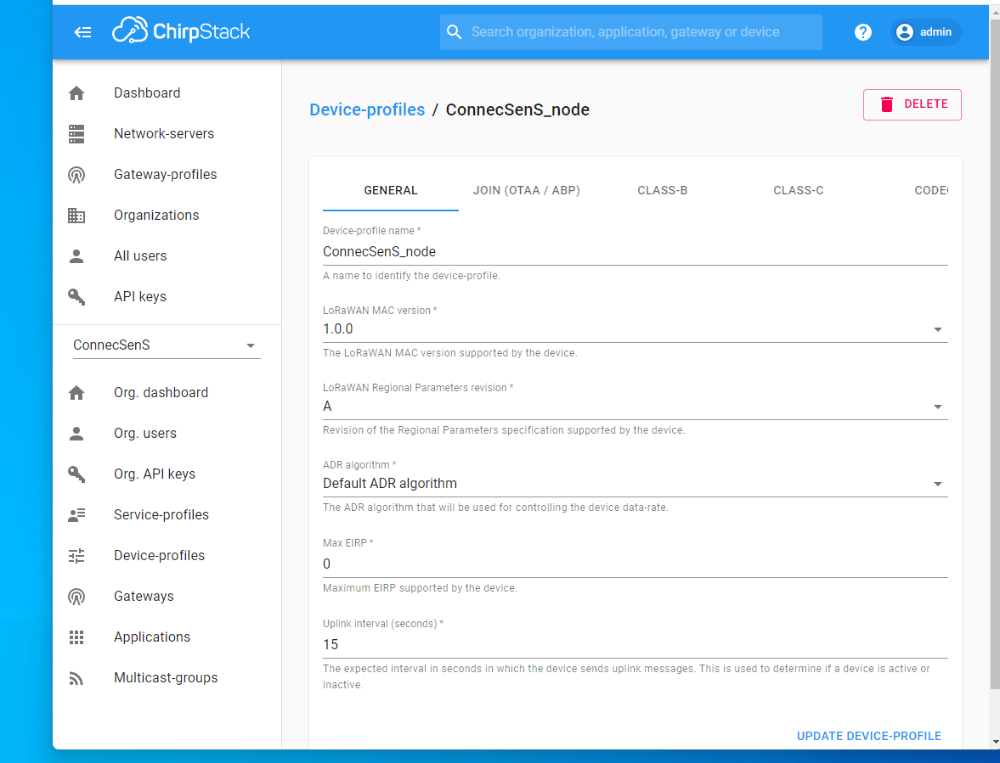 ChirpStack
Search organization, application, gateway or device
?
admin
Dashboard
Network-servers
Gateway-profiles
Organizations
All users
API keys
ConnecSenS
Org. dashboard
Org. users
Org. API keys
Service-profiles
Device-profiles
Gateways
Applications
Multicast-groups
Device-profiles / ConnecSenS_node
DELETE
GENERAL JOIN (OTAA / ABP) CLASS-B CLASS-C CODE
Device-profile name *
ConnecSenS_node
A name to identify the device-profile.
LoRaWAN MAC version *
1.0.0
The LoRaWAN MAC version supported by the device.
LoRaWAN Regional Parameters revision *
A
Revision of the Regional Parameters specification supported by the device.
ADR algorithm *
Default ADR algorithm
The ADR algorithm that will be used for controlling the device data-rate.
Max EIRP *
0
Maximum EIRP supported by the device.
Uplink interval (seconds) *
15
The expected interval in seconds in which the device sends uplink messages. This is used to determine if a device is active or
inactive.
UPDATE DEVICE-PROFILE